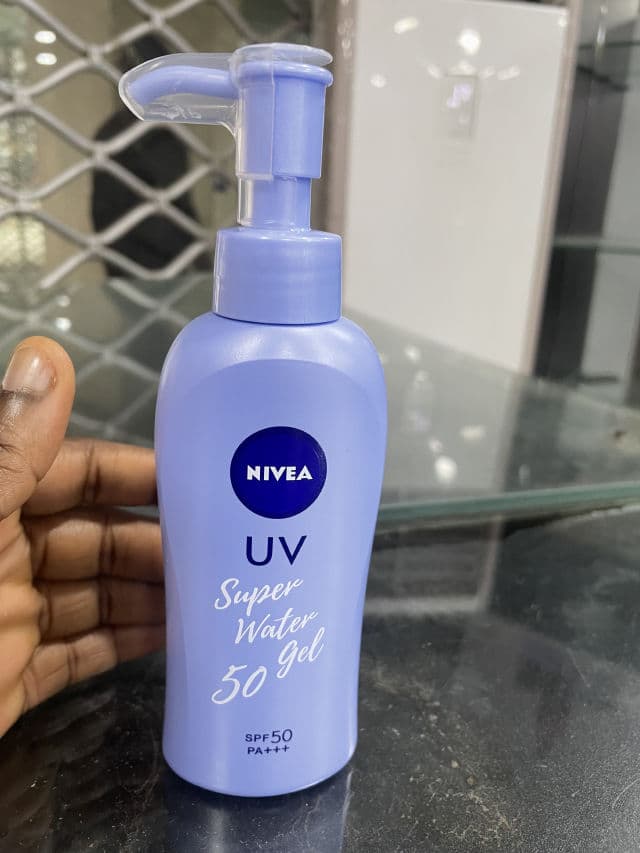 NIVEA
UV
Super
Water
Gel
50
SPF50
PA+++